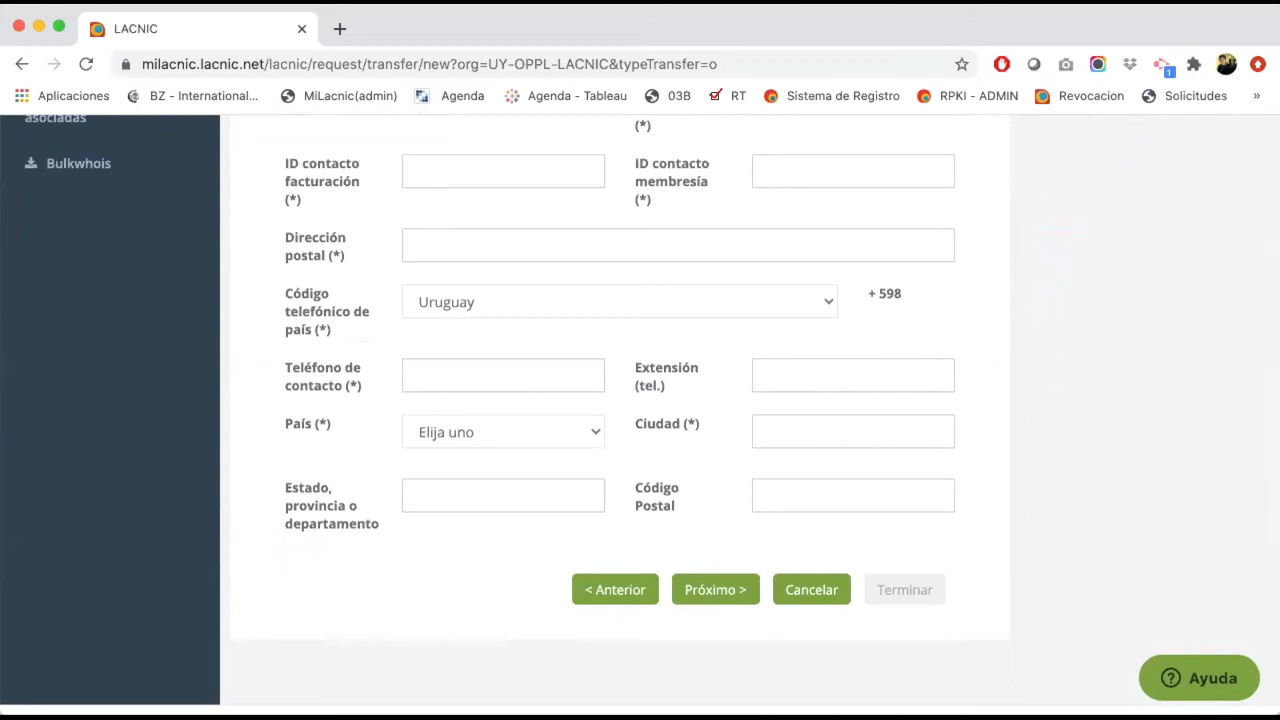 LACNIC
milacnic.lacnic.net/lacnic/request/transfer/new?org=UY-OPPL-LACNIC&typeTransfer=o
Aplicaciones BZ - International... MiLacnic(admin) Agenda Agenda - Tableau 03B RT Sistema de Registro RPKI - ADMIN Revocacion Solicitudes »
asociadas
Bulkwhois
(*)
ID contacto facturación (*)
ID contacto membresía (*)
Dirección postal (*)
Código telefónico de país (*)
Uruguay
+ 598
Teléfono de contacto (*)
Extensión (tel.)
País (*)
Elija uno
Ciudad (*)
Estado, provincia o departamento
Código Postal
< Anterior
Próximo >
Cancelar
Terminar
Ayuda